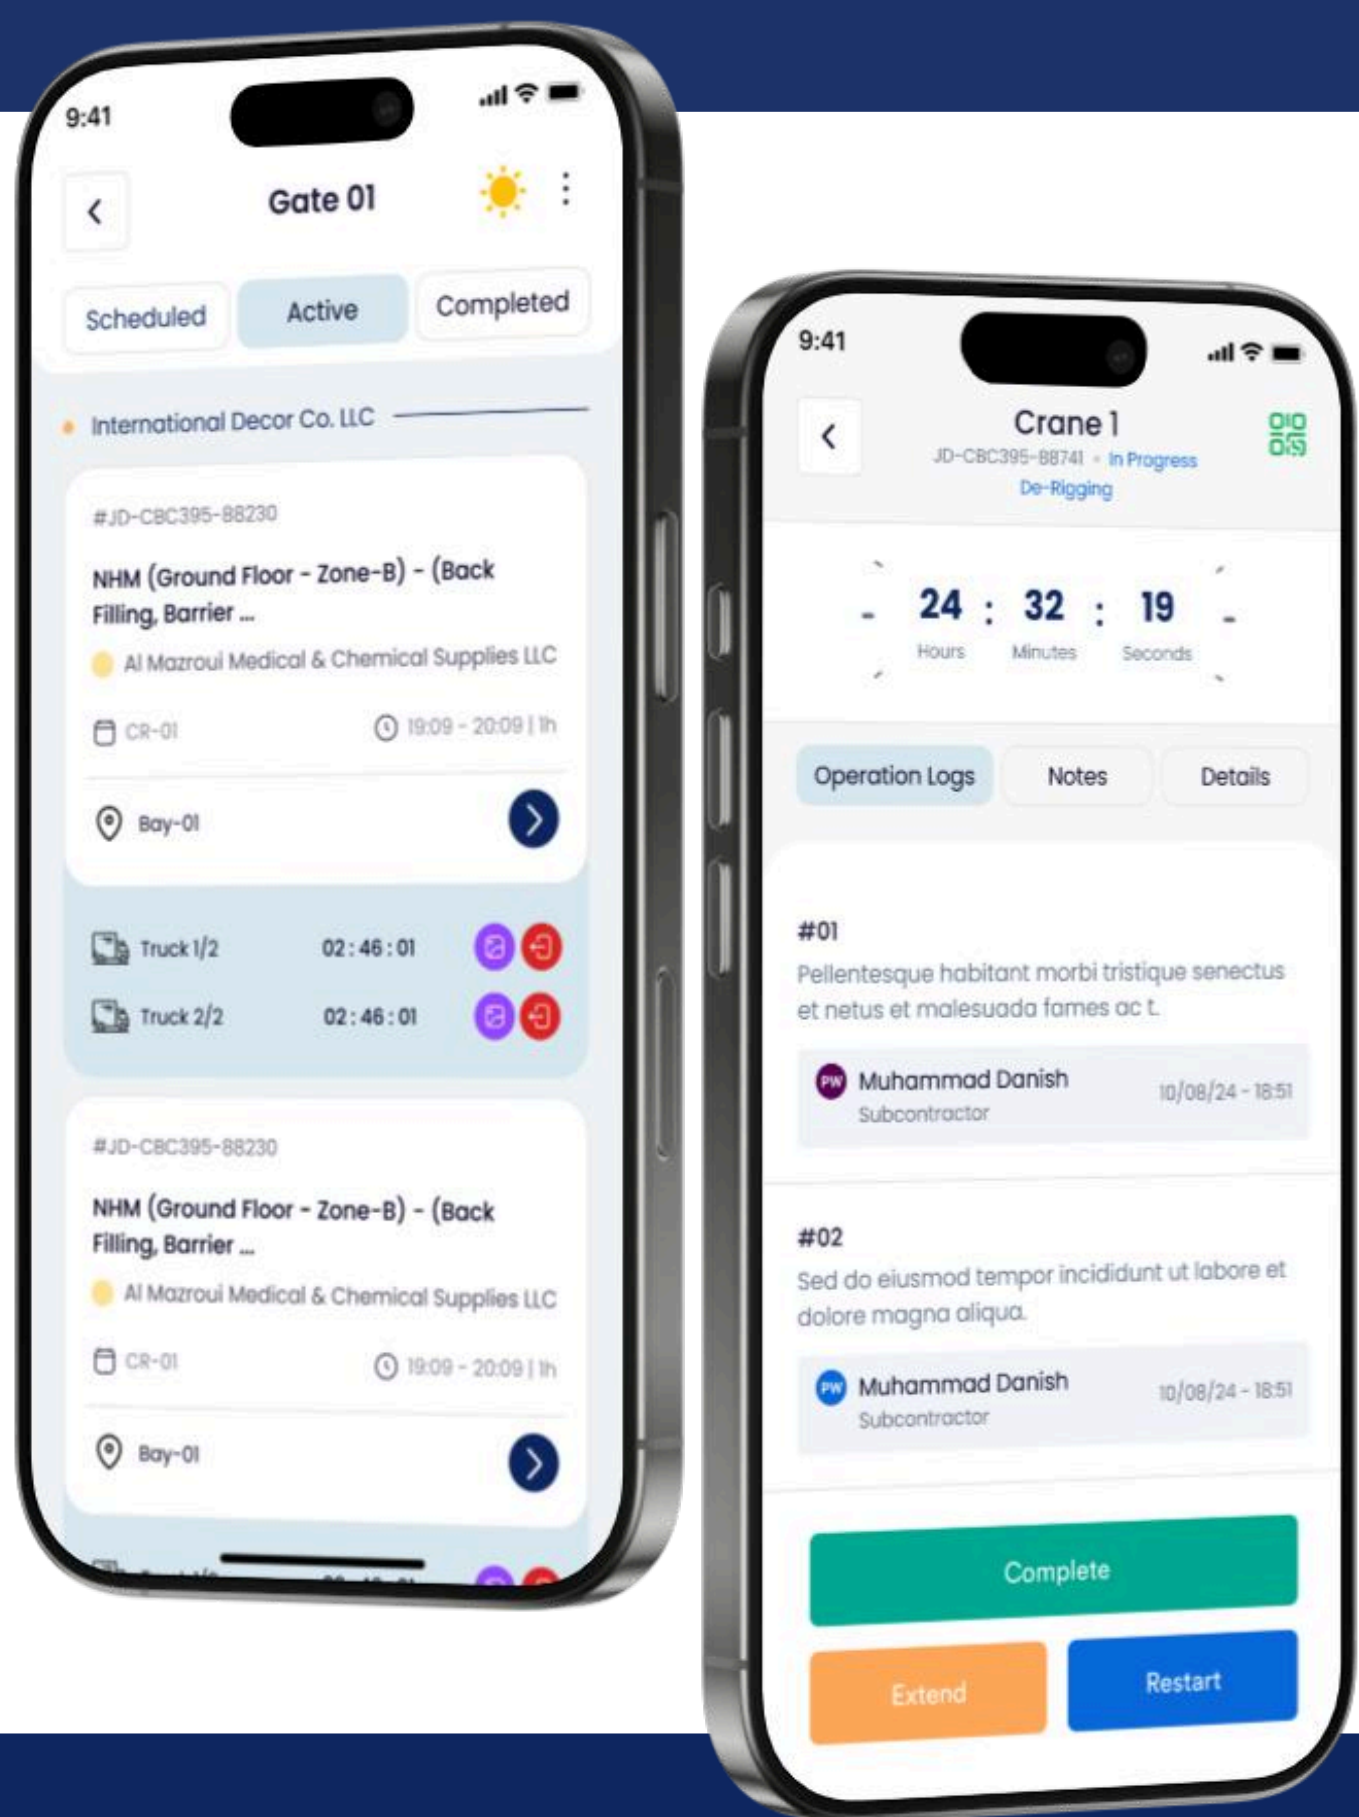 9:41
Gate 01
Scheduled
Active
Completed
International Decor Co. LLC
#JD-CBC395-88230
NHM (Ground Floor - Zone-B) - (Back
Filling, Barrier ...
Al Mazroui Medical & Chemical Supplies LLC
CR-01
19:09 - 20:09 | 1h
Bay-01
Truck 1/2
02:46:01
Truck 2/2
02:46:01
#JD-CBC395-88230
NHM (Ground Floor - Zone-B) - (Back
Filling, Barrier ...
Al Mazroui Medical & Chemical Supplies LLC
CR-01
19:09 - 20:09 | 1h
Bay-01
9:41
Crane 1
JD-CBC395-88741 • In Progress
De-Rigging
24 : 32 : 19
Hours Minutes Seconds
Operation Logs
Notes
Details
#01
Pellentesque habitant morbi tristique senectus
et netus et malesuada fames ac t.
PW
Muhammad Danish
10/08/24 - 18:51
Subcontractor
#02
Sed do eiusmod tempor incididunt ut labore et
dolore magna aliqua.
PW
Muhammad Danish
10/08/24 - 18:51
Subcontractor
Complete
Extend
Restart